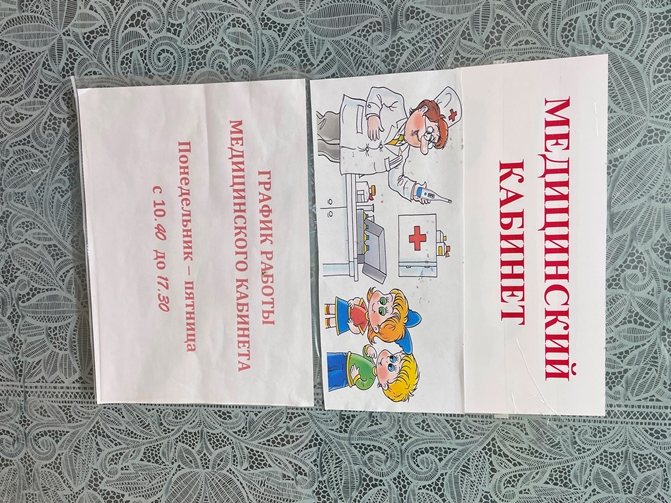 МЕДИЦИНСКИЙ
КАБИНЕТ
ГРАФИК РАБОТЫ
МЕДИЦИНСКОГО КАБИНЕТА
Понедельник – пятница
с 10.40 до 17.30